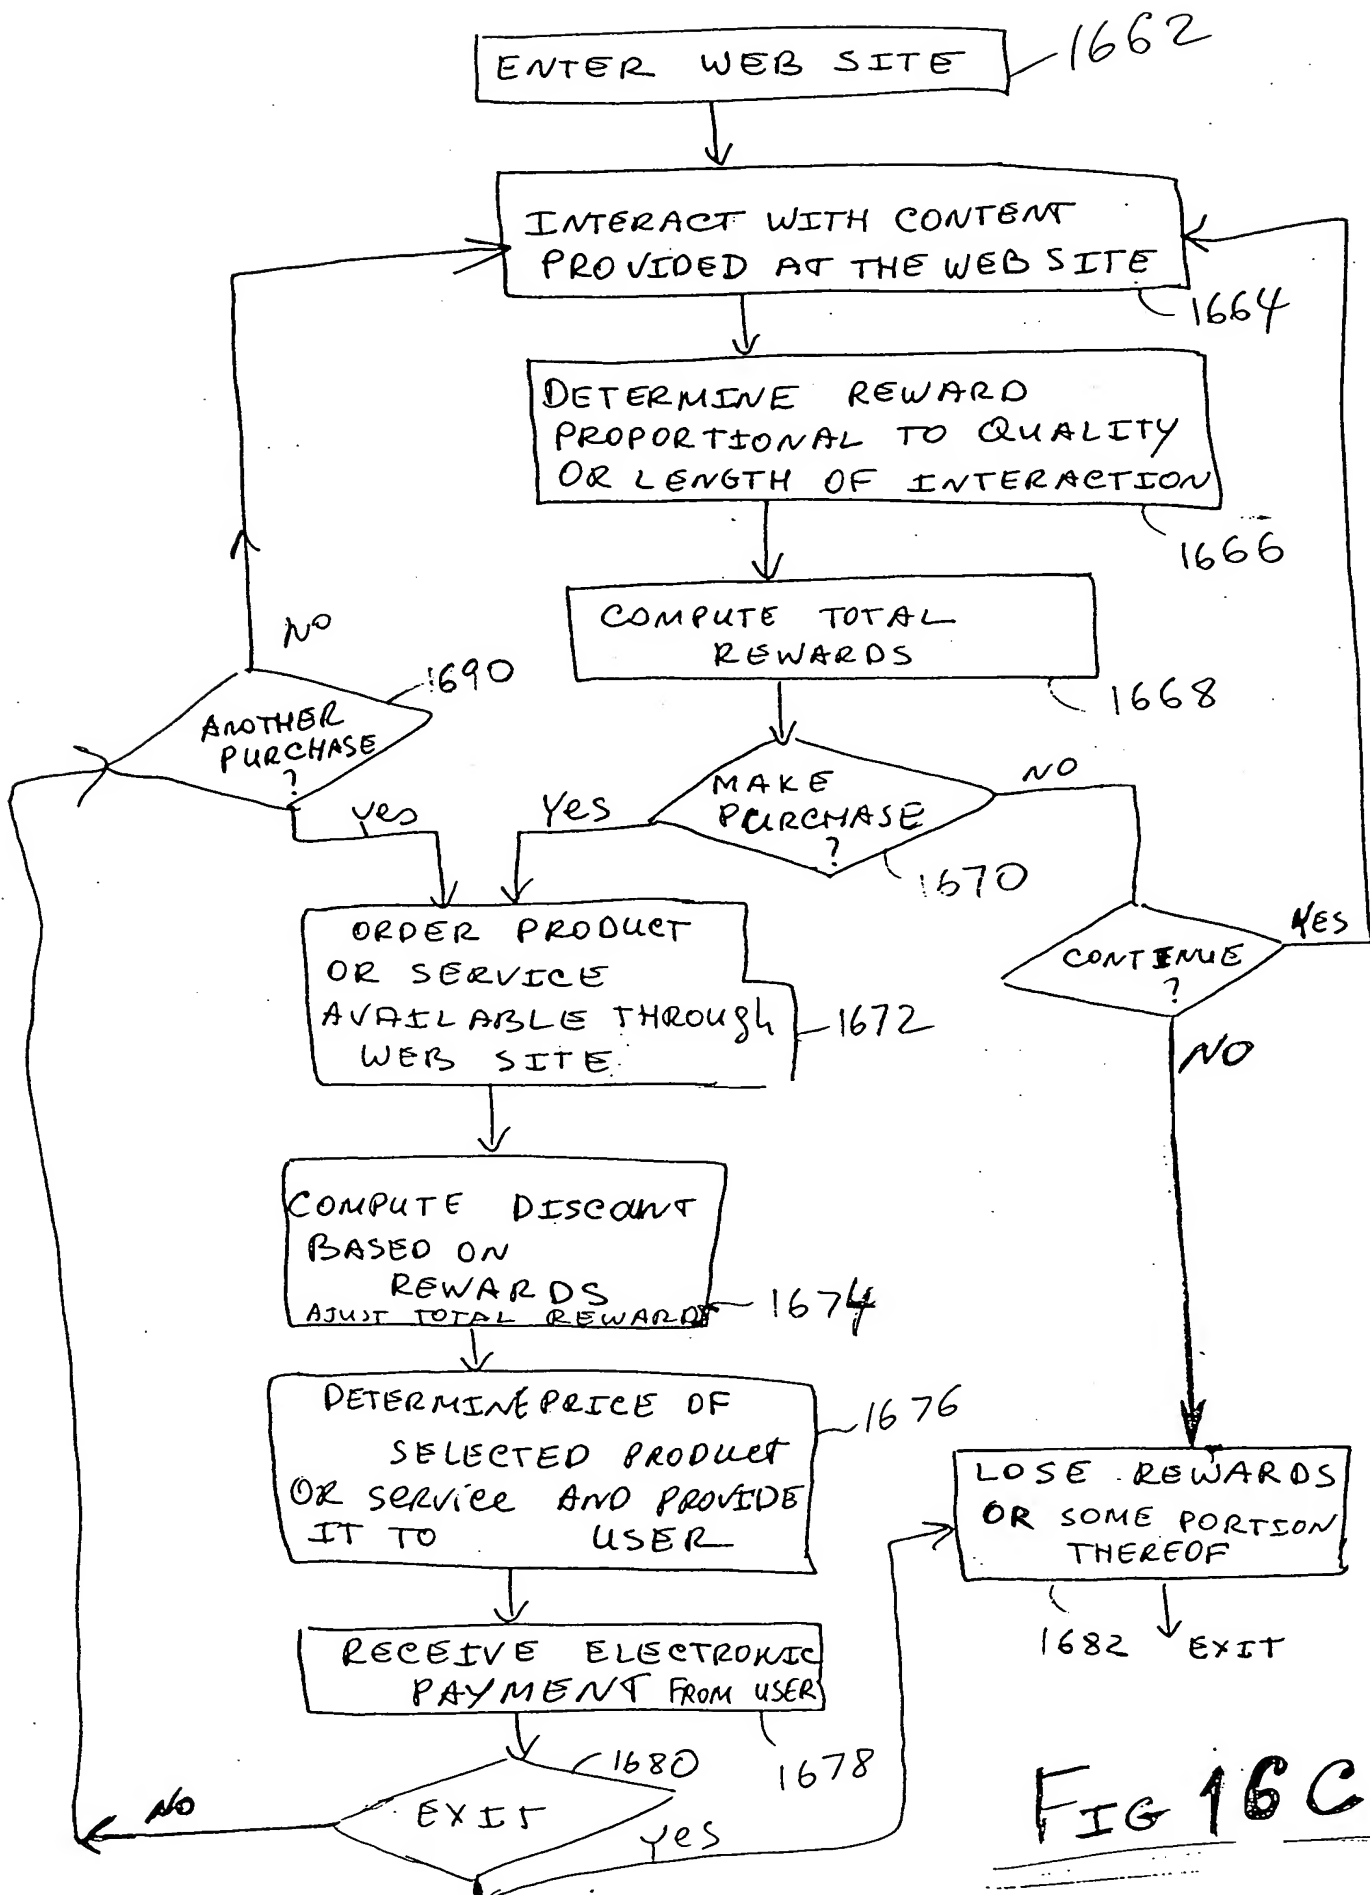 ENTER WEB SITE
1662
INTERACT WITH CONTENT
PROVIDED AT THE WEB SITE
1664
DETERMINE REWARD
PROPORTIONAL TO QUALITY
OR LENGTH OF INTERACTION
1666
COMPUTE TOTAL
REWARDS
1668
NO
1690
ANOTHER
PURCHASE
?
yes
MAKE
PURCHASE
?
1670
Yes
NO
ORDER PRODUCT
OR SERVICE
AVAILABLE THROUgh
WEB SITE
1672
CONTINUE
?
YES
NO
COMPUTE DISCOUNT
BASED ON
REWARDS
AJUST TOTAL REWARDS
1674
DETERMINE PRICE OF
SELECTED PRODUCT
OR SERVICE AND PROVIDE
IT TO USER
1676
LOSE REWARDS
OR SOME PORTION
THEREOF
1682
EXIT
RECEIVE ELECTRONIC
PAYMENT FROM USER
1678
1680
EXIT
NO
yes
FIG 16C